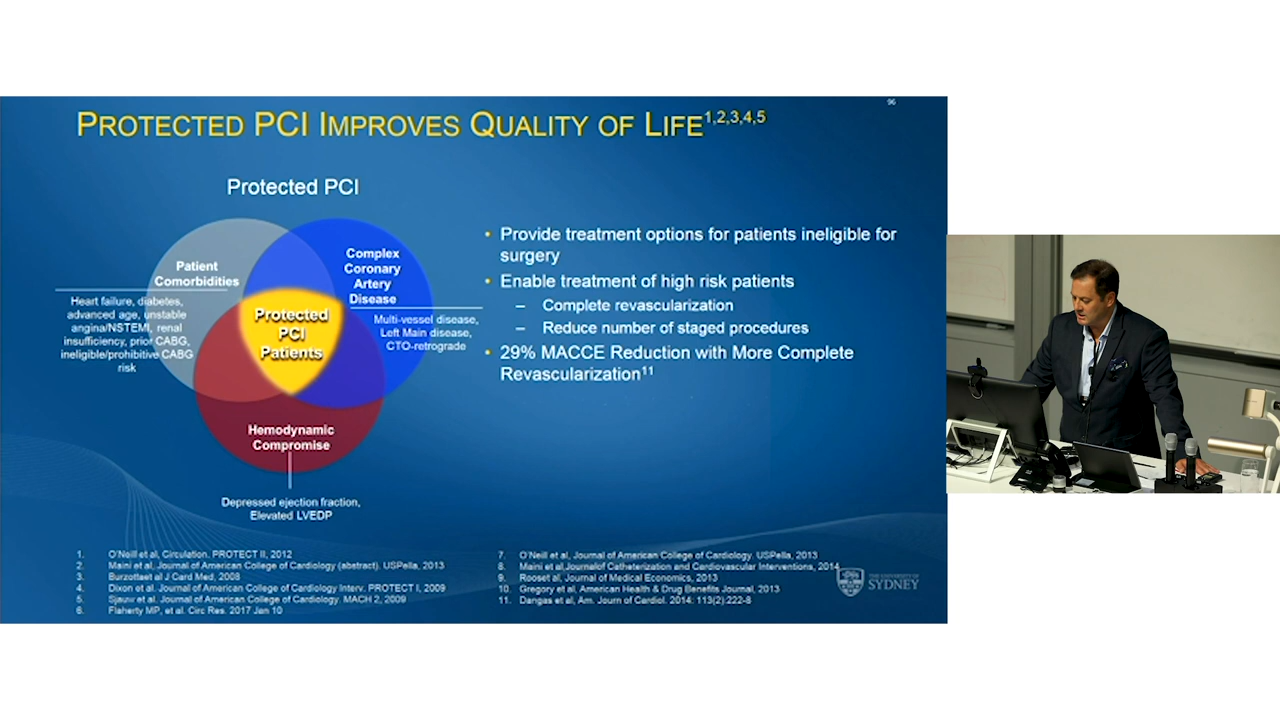 96
PROTECTED PCI IMPROVES QUALITY OF LIFE1,2,3,4,5
Protected PCI
Patient
Comorbidities
Heart failure, diabetes,
advanced age, unstable
angina/NSTEMI, renal
insufficiency, prior CABG,
ineligible/prohibitive CABG
risk
Complex
Coronary
Artery
Disease
Multi-vessel disease,
Left Main disease,
CTO-retrograde
Protected
PCI
Patients
Hemodynamic
Compromise
Depressed ejection fraction,
Elevated LVEDP
• Provide treatment options for patients ineligible for
surgery
• Enable treatment of high risk patients
– Complete revascularization
– Reduce number of staged procedures
• 29% MACCE Reduction with More Complete
Revascularization11
1. O'Neill et al, Circulation. PROTECT II, 2012
2. Maini et al, Journal of American College of Cardiology (abstract). USPella, 2013
3. Burzottaet al J Card Med, 2008
4. Dixon et al. Journal of American College of Cardiology Interv. PROTECT I, 2009
5. Sjauw et al. Journal of American College of Cardiology. MACH 2, 2009
6. Flaherty MP, et al. Circ Res. 2017 Jan 10
7. O'Neill et al, Journal of American College of Cardiology. USPella, 2013
8. Maini et al,Journalof Catheterization and Cardiovascular Interventions, 2014
9. Rooset al, Journal of Medical Economics, 2013
10. Gregory et al, American Health & Drug Benefits Journal, 2013
11. Dangas et al, Am. Journ of Cardiol. 2014: 113(2):222-8
THE UNIVERSITY OF
SYDNEY